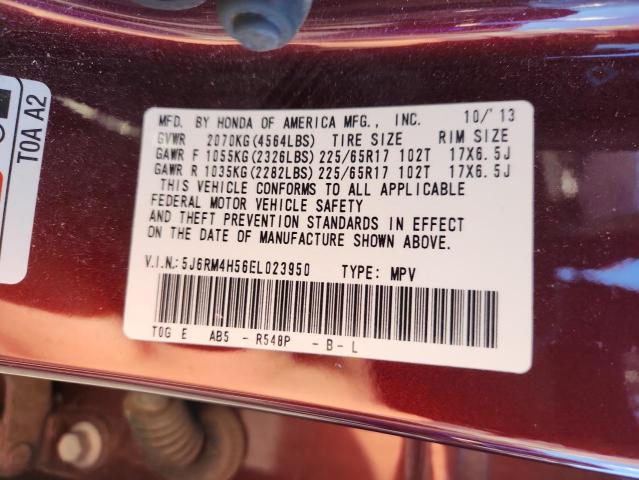 MFD. BY HONDA OF AMERICA MFG., INC. 10/'13
GVWR 2070KG(4564LBS) TIRE SIZE RIM SIZE
GAWR F 1055KG(2326LBS) 225/65R17 102T 17X6.5J
GAWR R 1035KG(2282LBS) 225/65R17 102T 17X6.5J
THIS VEHICLE CONFORMS TO ALL APPLICABLE
FEDERAL MOTOR VEHICLE SAFETY
AND THEFT PREVENTION STANDARDS IN EFFECT
ON THE DATE OF MANUFACTURE SHOWN ABOVE.
V.I.N.: 5J6RM4H56EL023950 TYPE: MPV
T0G E AB5 - R548P - B - L
T0A A2